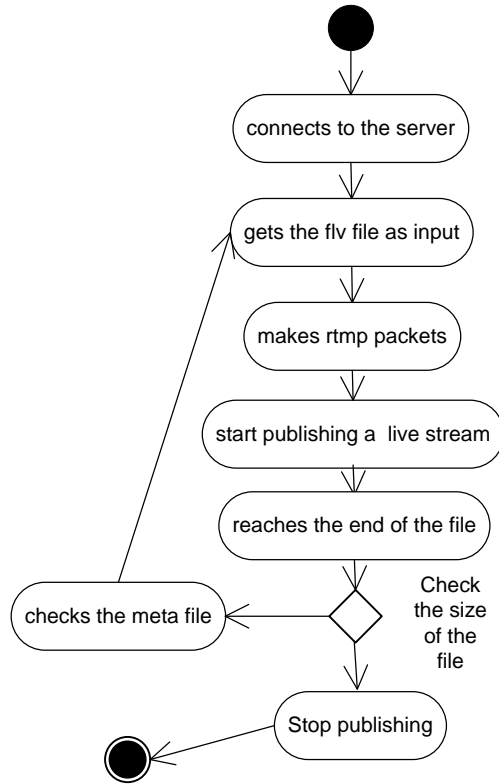 connects to the server
gets the flv file as input
makes rtmp packets
start publishing a live stream
reaches the end of the file
checks the meta file
Check
the size
of the
file
Stop publishing